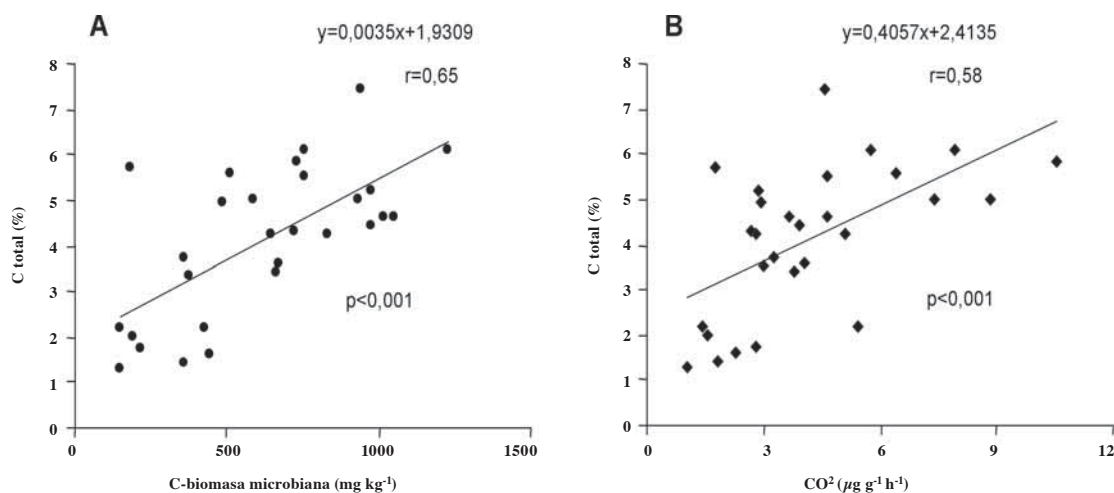 A
y=0,0035x+1,9309
r=0,65
8
7
6
5
4
3
2
1
0
C total (%)
p<0,001
0 500 1000 1500
C-biomasa microbiana (mg kg⁻¹)
B
y=0,4057x+2,4135
r=0,58
8
7
6
5
4
3
2
1
0
C total (%)
p<0,001
0 3 6 9 12
CO² (µg g⁻¹ h⁻¹)